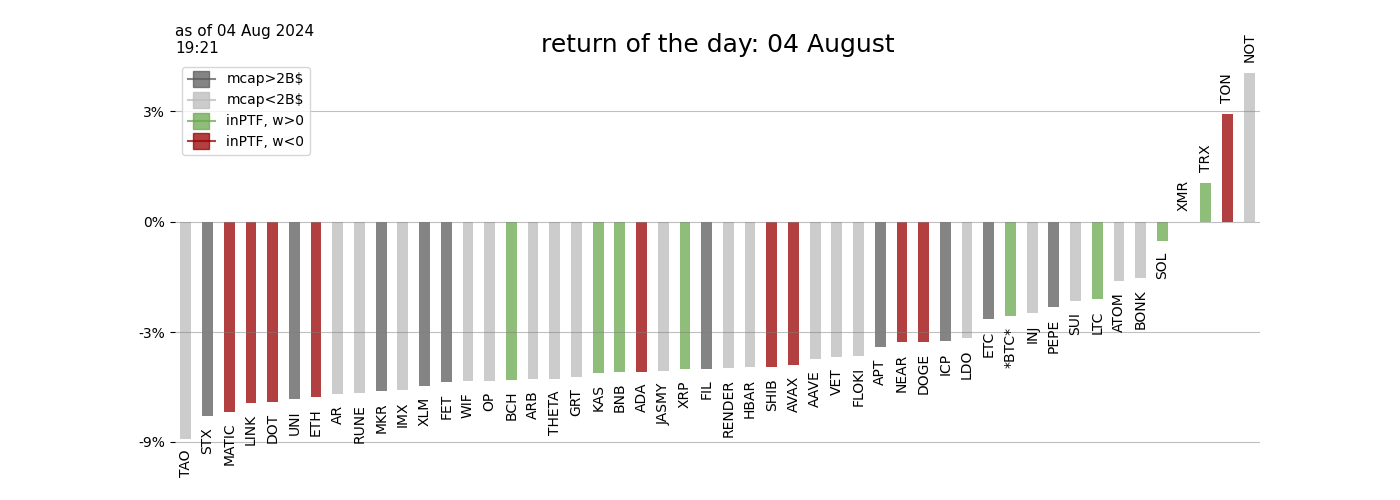 as of 04 Aug 2024
19:21
return of the day: 04 August
mcap>2B$
mcap<2B$
inPTF, w>0
inPTF, w<0
3%
0%
-3%
-9%
TAO
STX
MATIC
LINK
DOT
UNI
ETH
AR
RUNE
MKR
IMX
XLM
FET
WIF
OP
BCH
ARB
THETA
GRT
KAS
BNB
ADA
JASMY
XRP
FIL
RENDER
HBAR
SHIB
AVAX
AAVE
VET
FLOKI
APT
NEAR
DOGE
ICP
LDO
ETC
*BTC*
INJ
PEPE
SUI
LTC
ATOM
BONK
SOL
XMR
TRX
TON
NOT